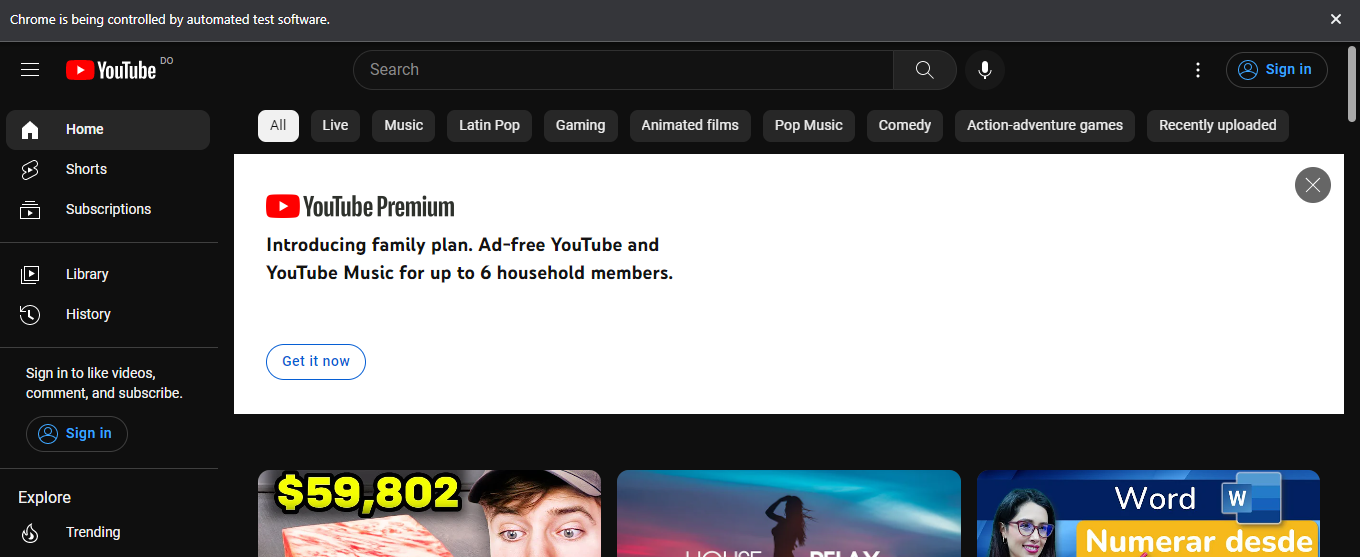 Chrome is being controlled by automated test software.
YouTube DO
Search
Sign in
Home
Shorts
Subscriptions
Library
History
Sign in to like videos,
comment, and subscribe.
Sign in
Explore
Trending
All Live Music Latin Pop Gaming Animated films Pop Music Comedy Action-adventure games Recently uploaded
YouTube Premium
Introducing family plan. Ad-free YouTube and
YouTube Music for up to 6 household members.
Get it now
$59,802
HOUSE RELAX
Word W
Numerar desde